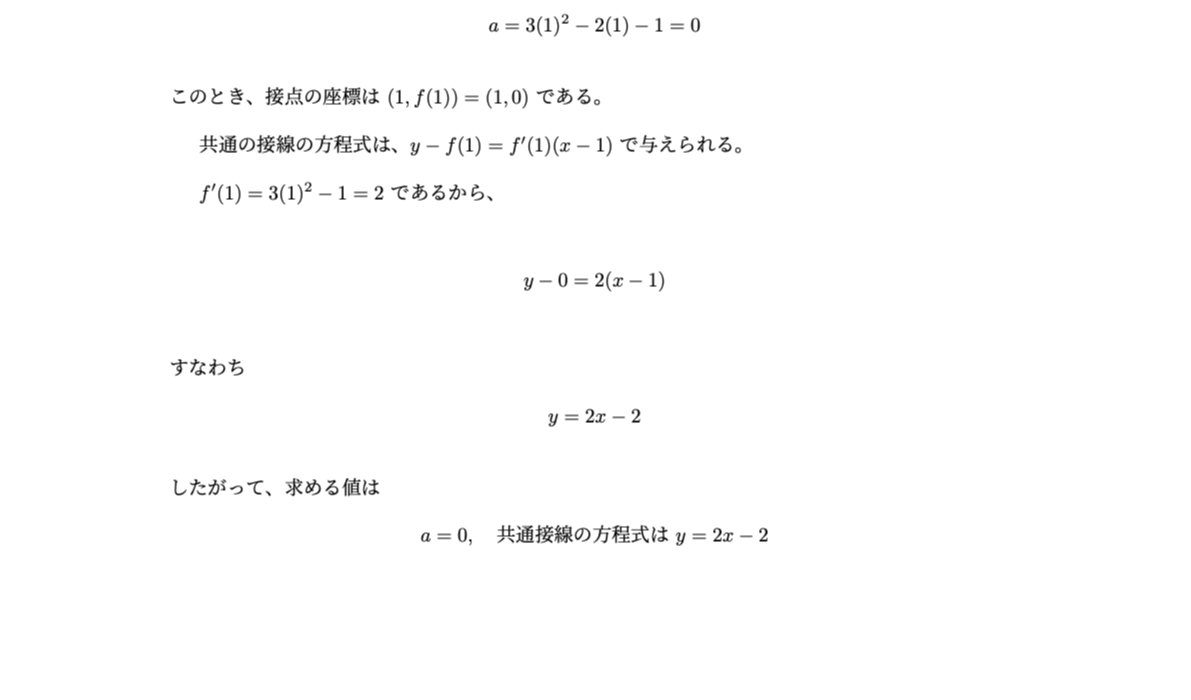 a = 3(1)² − 2(1) − 1 = 0
このとき、接点の座標は (1, f(1)) = (1, 0) である。
共通の接線の方程式は、y − f(1) = f′(1)(x − 1) で与えられる。
f′(1) = 3(1)² − 1 = 2 であるから、
y − 0 = 2(x − 1)
すなわち
y = 2x − 2
したがって、求める値は
a = 0, 共通接線の方程式は y = 2x − 2